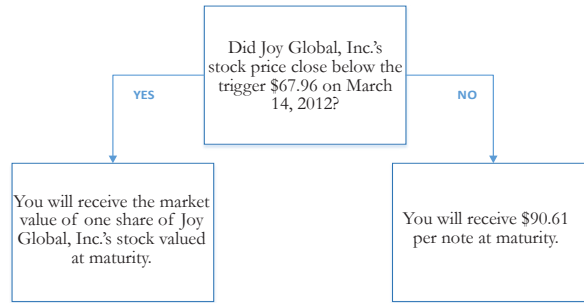 Did Joy Global, Inc.'s
stock price close below the
trigger $67.96 on March
14, 2012?
YES
NO
You will receive the market
value of one share of Joy
Global, Inc.'s stock valued
at maturity.
You will receive $90.61
per note at maturity.